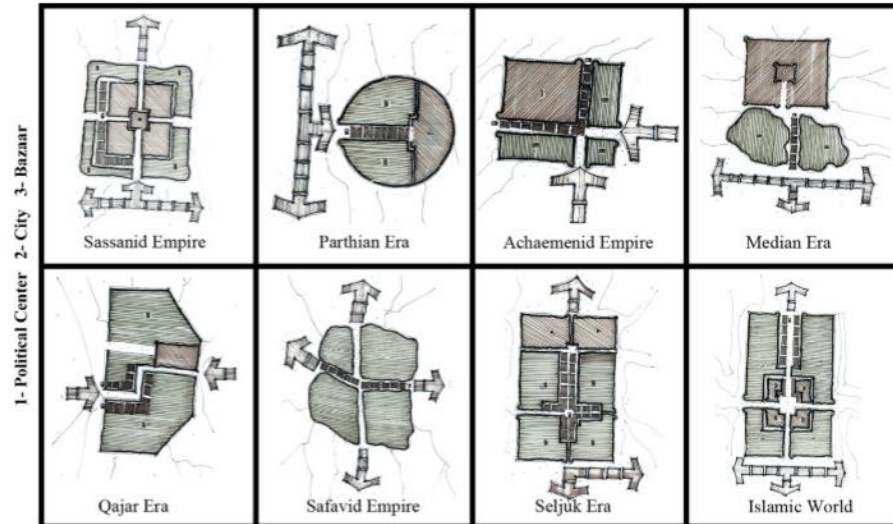 1- Political Center 2- City 3- Bazaar
Sassanid Empire
Parthian Era
Achaemenid Empire
Median Era
Qajar Era
Safavid Empire
Seljuk Era
Islamic World